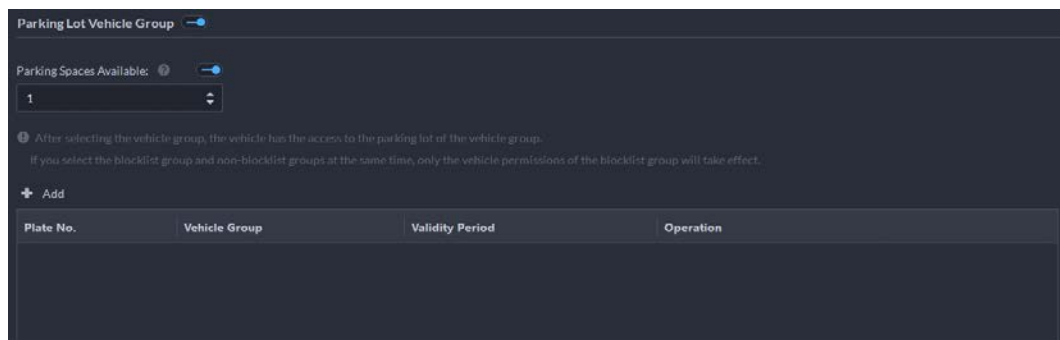 Parking Lot Vehicle Group
Parking Spaces Available:
1
After selecting the vehicle group, the vehicle has the access to the parking lot of the vehicle group.
If you select the blocklist group and non-blocklist groups at the same time, only the vehicle permissions of the blocklist group will take effect.
+ Add
Plate No. Vehicle Group Validity Period Operation